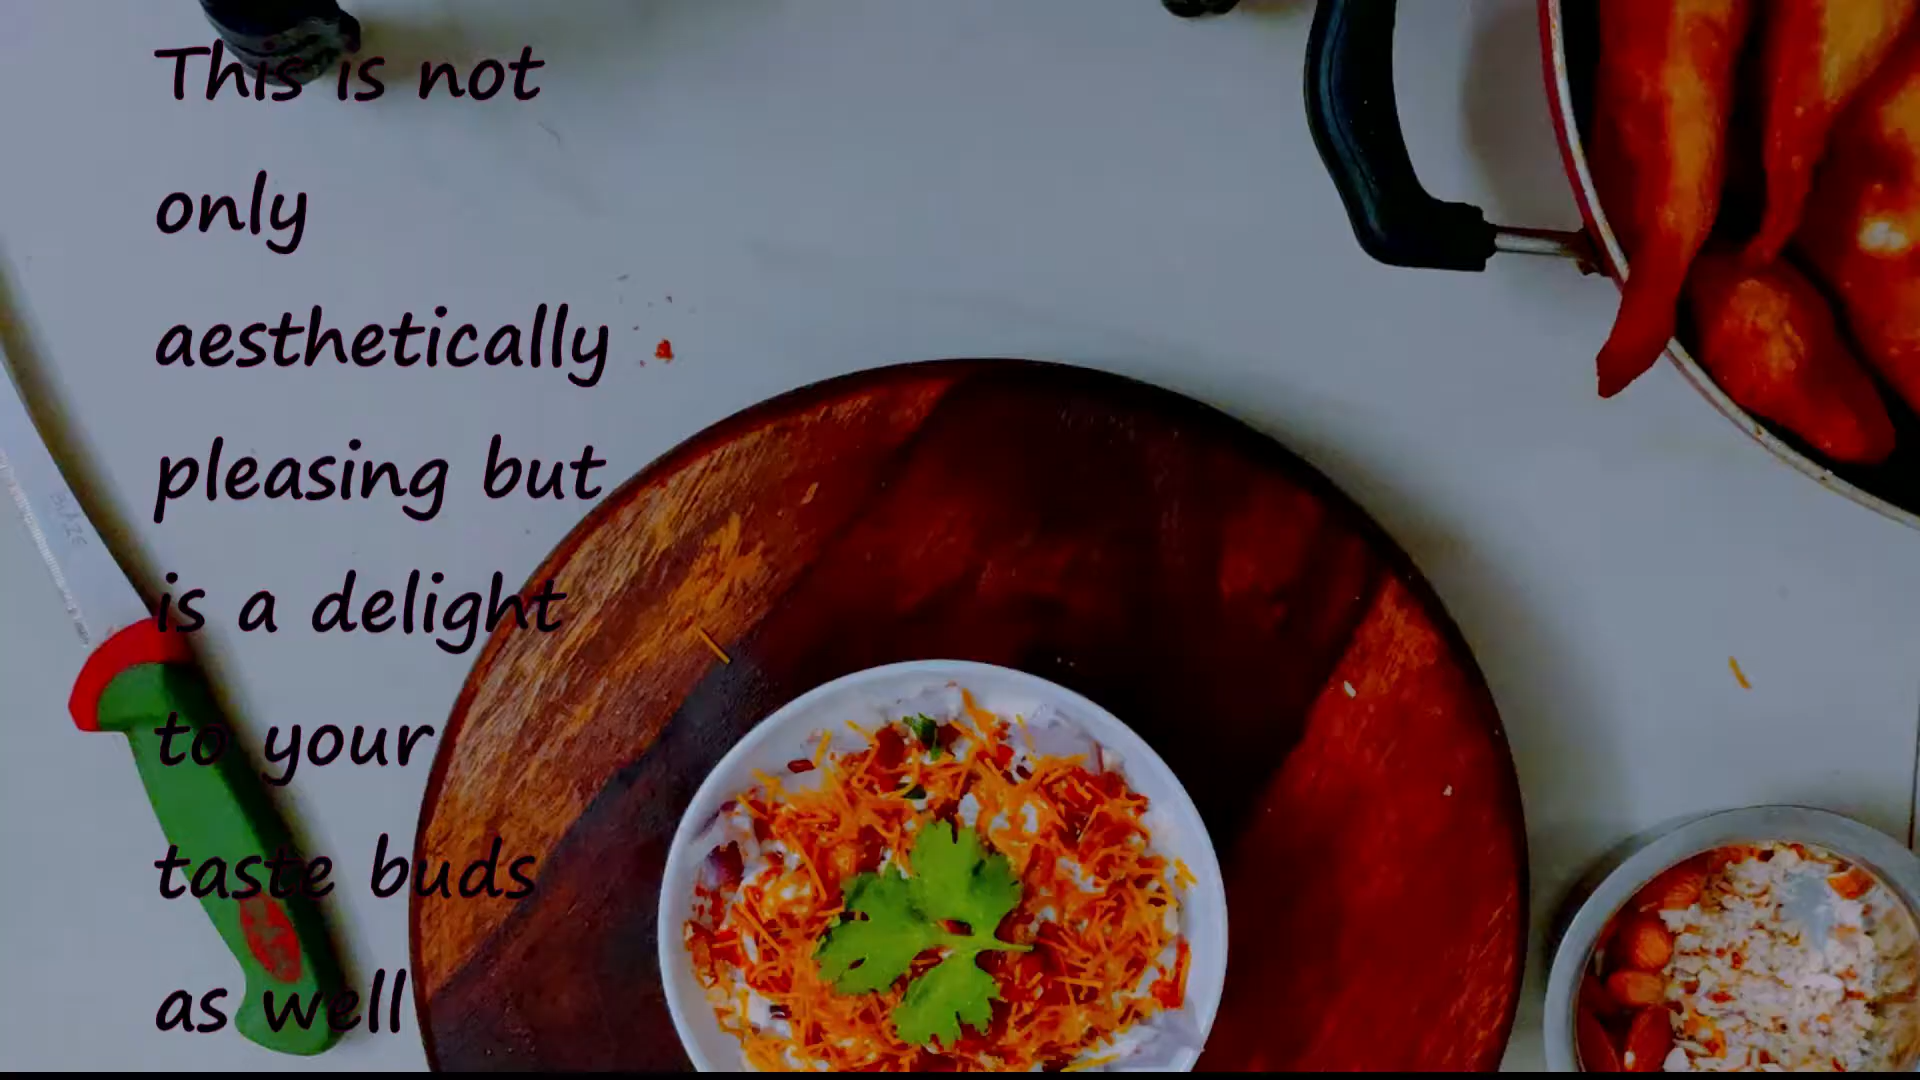 This is not
only
aesthetically
pleasing but
is a delight
to your
taste buds
as well